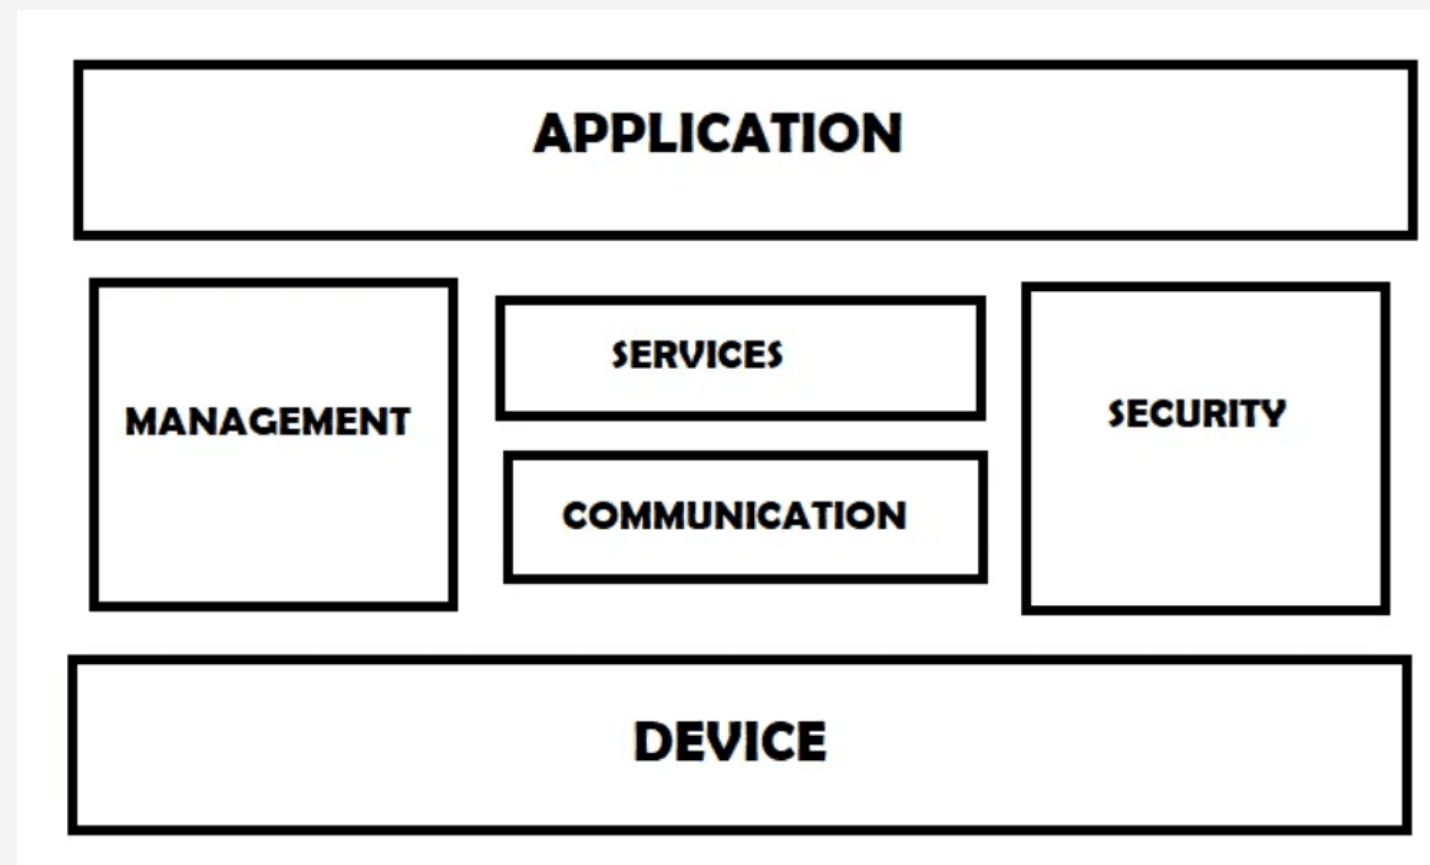 APPLICATION
MANAGEMENT
SERVICES
COMMUNICATION
SECURITY
DEVICE